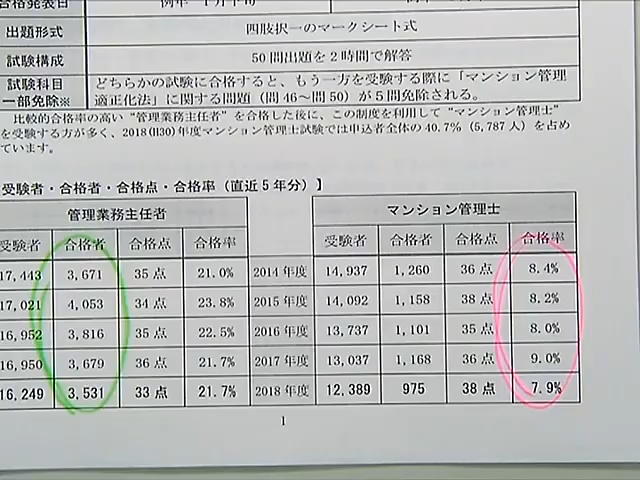 合格発表日
出題形式 四肢択一のマークシート式
試験構成 50問出題を2時間で解答
試験科目 どちらかの試験に合格すると、もう一方を受験する際に「マンション管理
一部免除※ 適正化法」に関する問題（問46～問50）が5問免除される。
比較的合格率の高い“管理業務主任者”を合格した後に、この制度を利用して“マンション管理士”
を受験する方が多く、2018(H30)年度マンション管理士試験では申込者全体の40.7%（5,787人）を占め
ています。
受験者・合格者・合格点・合格率（直近5年分）】
管理業務主任者 マンション管理士
受験者 合格者 合格点 合格率 受験者 合格者 合格点 合格率
17,443 3,671 35点 21.0% 2014年度 14,937 1,260 36点 8.4%
17,021 4,053 34点 23.8% 2015年度 14,092 1,158 38点 8.2%
16,952 3,816 35点 22.5% 2016年度 13,737 1,101 35点 8.0%
16,950 3,679 36点 21.7% 2017年度 13,037 1,168 36点 9.0%
16,249 3,531 33点 21.7% 2018年度 12,389 975 38点 7.9%
1